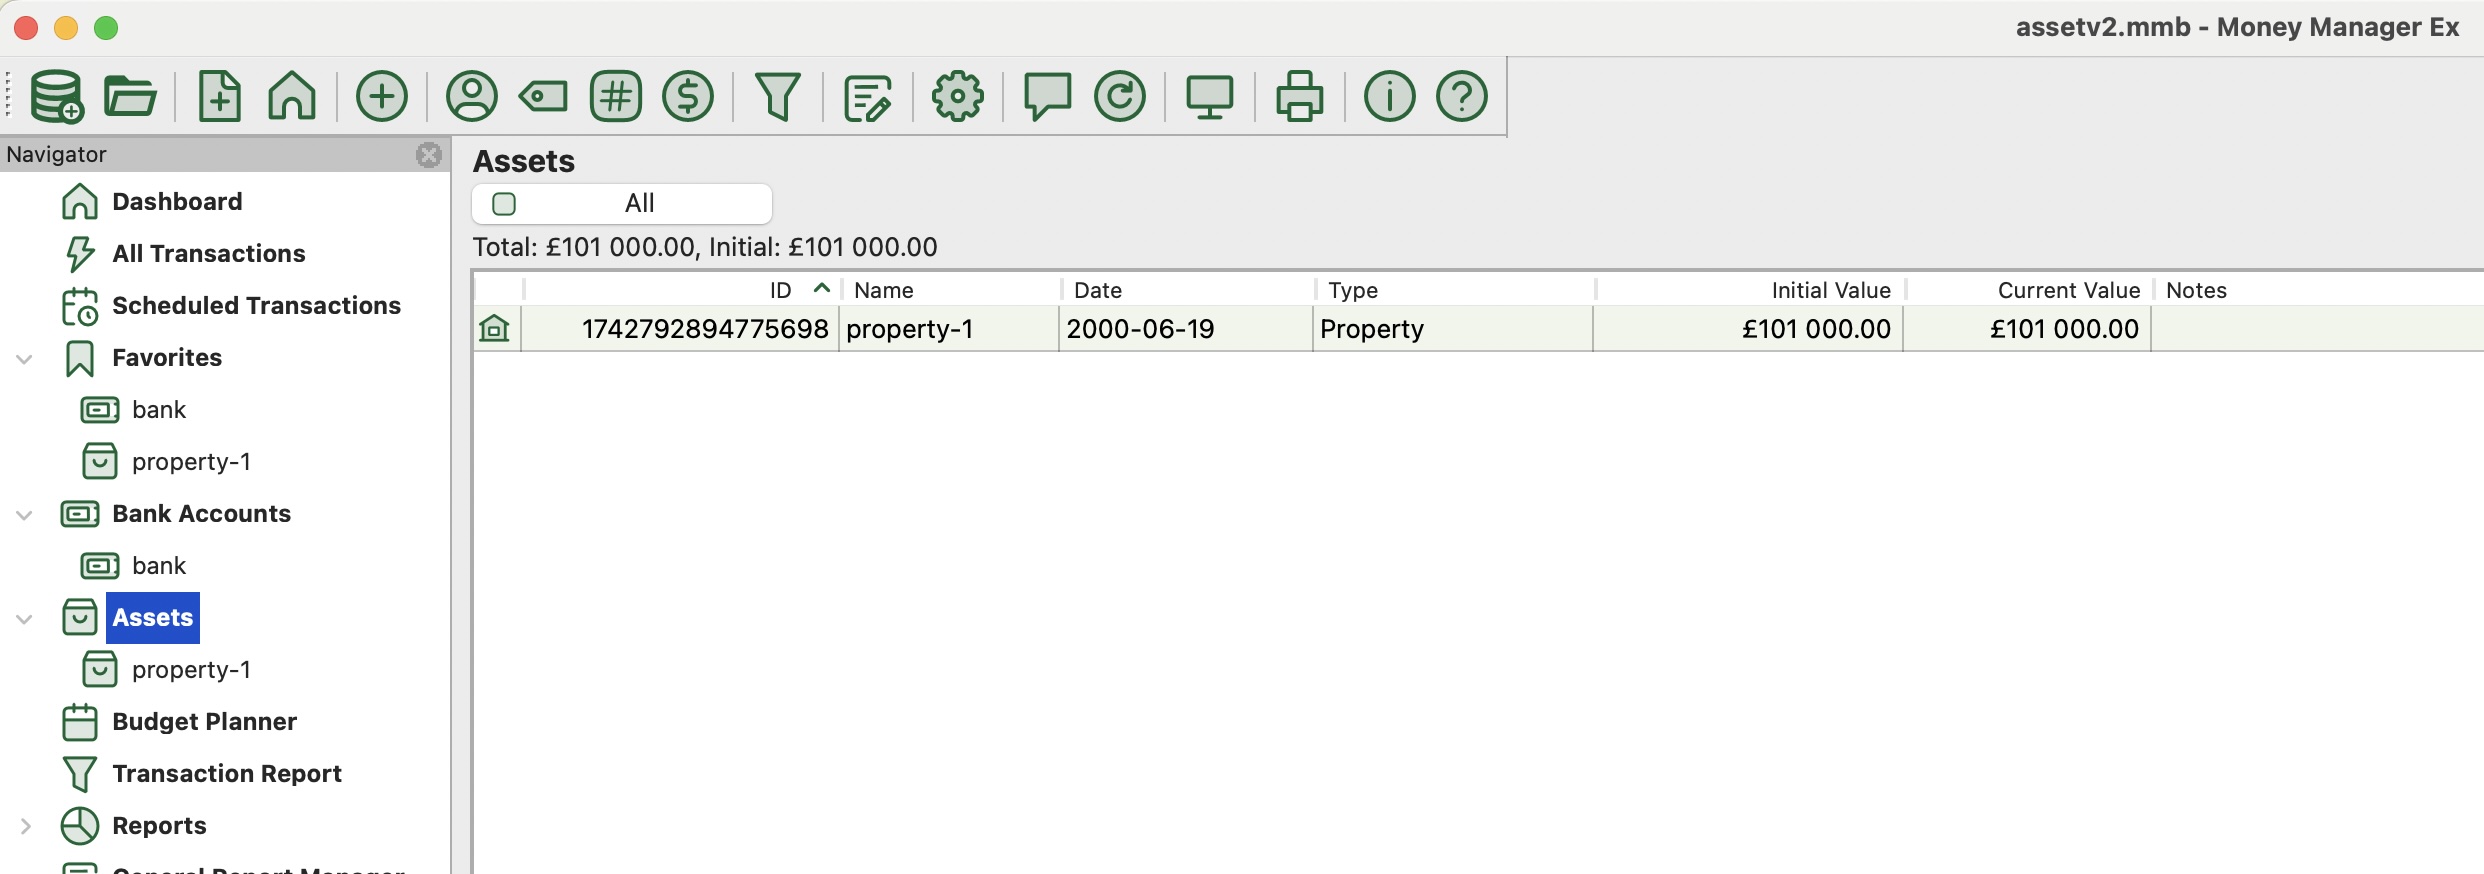 assetv2.mmb - Money Manager Ex
Navigator
Dashboard
All Transactions
Scheduled Transactions
Favorites
bank
property-1
Bank Accounts
bank
Assets
property-1
Budget Planner
Transaction Report
Reports
General Report Manager
Assets
All
Total: £101 000.00, Initial: £101 000.00
ID Name Date Type Initial Value Current Value Notes
1742792894775698 property-1 2000-06-19 Property £101 000.00 £101 000.00